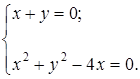 x + y = 0;
x² + y² - 4x = 0.